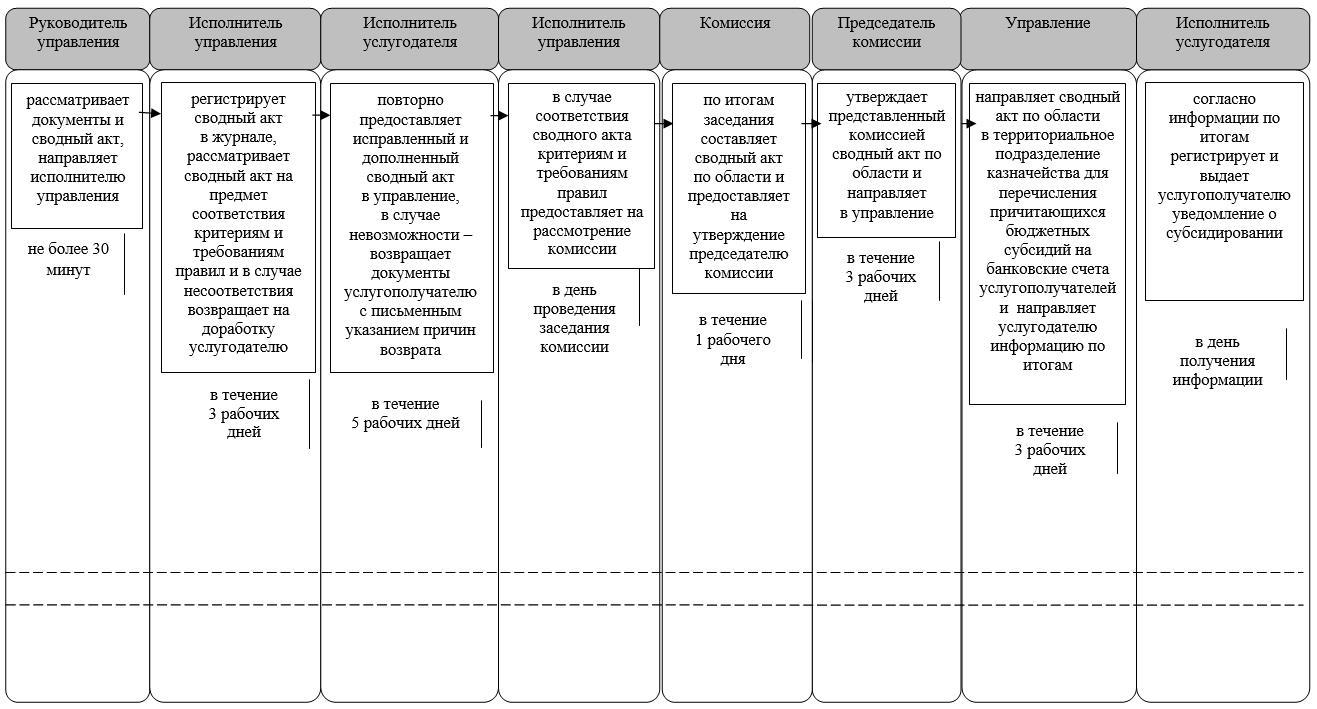 Руководитель
управления
Исполнитель
управления
Исполнитель
услугодателя
Исполнитель
управления
Комиссия
Председатель
комиссии
Управление
Исполнитель
услугодателя
рассматривает
документы и
сводный акт,
направляет
исполнителю
управления
не более 30
минут
регистрирует
сводный акт
в журнале,
рассматривает
сводный акт на
предмет
соответствия
критериям и
требованиям
правил и в случае
несоответствия
возвращает на
доработку
услугодателю
в течение
3 рабочих
дней
повторно
предоставляет
исправленный и
дополненный
сводный акт
в управление,
в случае
невозможности –
возвращает
документы
услугополучателю
с письменным
указанием причин
возврата
в течение
5 рабочих дней
в случае
соответствия
сводного акта
критериям и
требованиям
правил
предоставляет на
рассмотрение
комиссии
в день
проведения
заседания
комиссии
по итогам
заседания
составляет
сводный акт
по области и
предоставляет
на
утверждение
председателю
комиссии
в течение
1 рабочего
дня
утверждает
представленный
комиссией
сводный акт по
области и
направляет
в управление
в течение
3 рабочих
дней
направляет сводный
акт по области
в территориальное
подразделение
казначейства для
перечисления
причитающихся
бюджетных
субсидий на
банковские счета
услугополучателей
и направляет
услугодателю
информацию по
итогам
в течение
3 рабочих
дней
согласно
информации по
итогам
регистрирует и
выдает
услугополучателю
уведомление о
субсидировании
в день
получения
информации